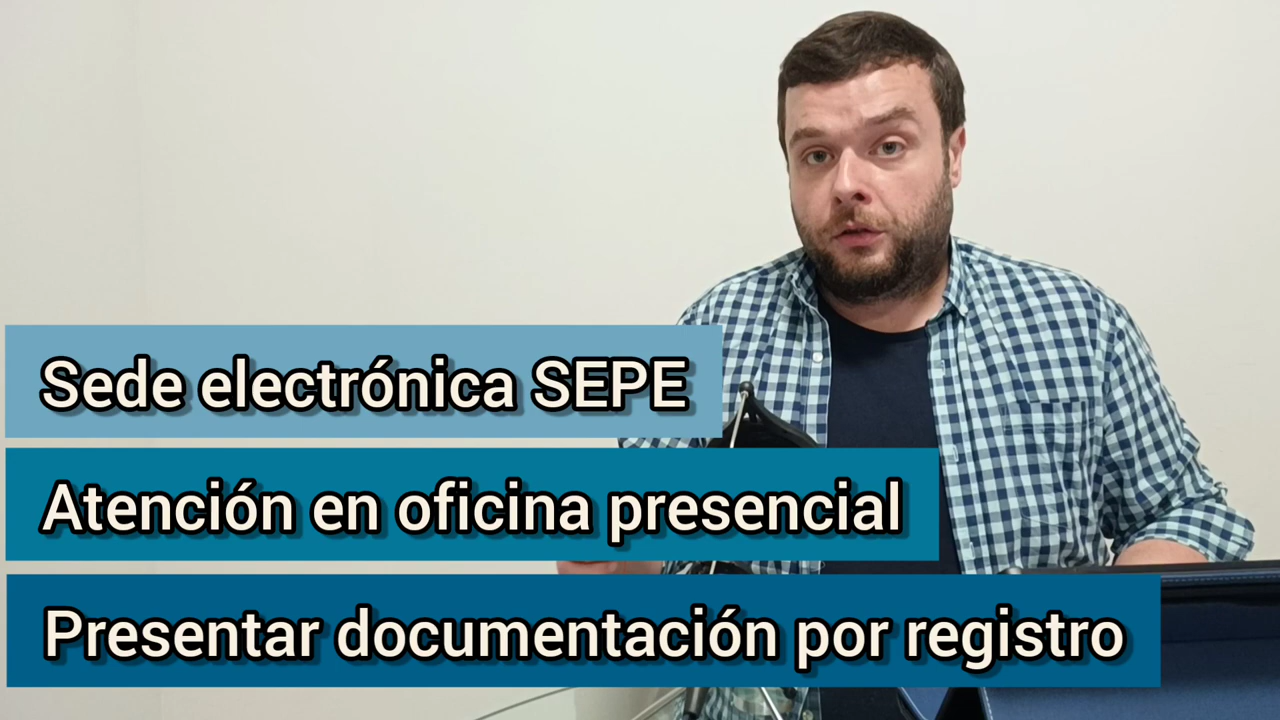 Sede electrónica SEPE
Atención en oficina presencial
Presentar documentación por registro